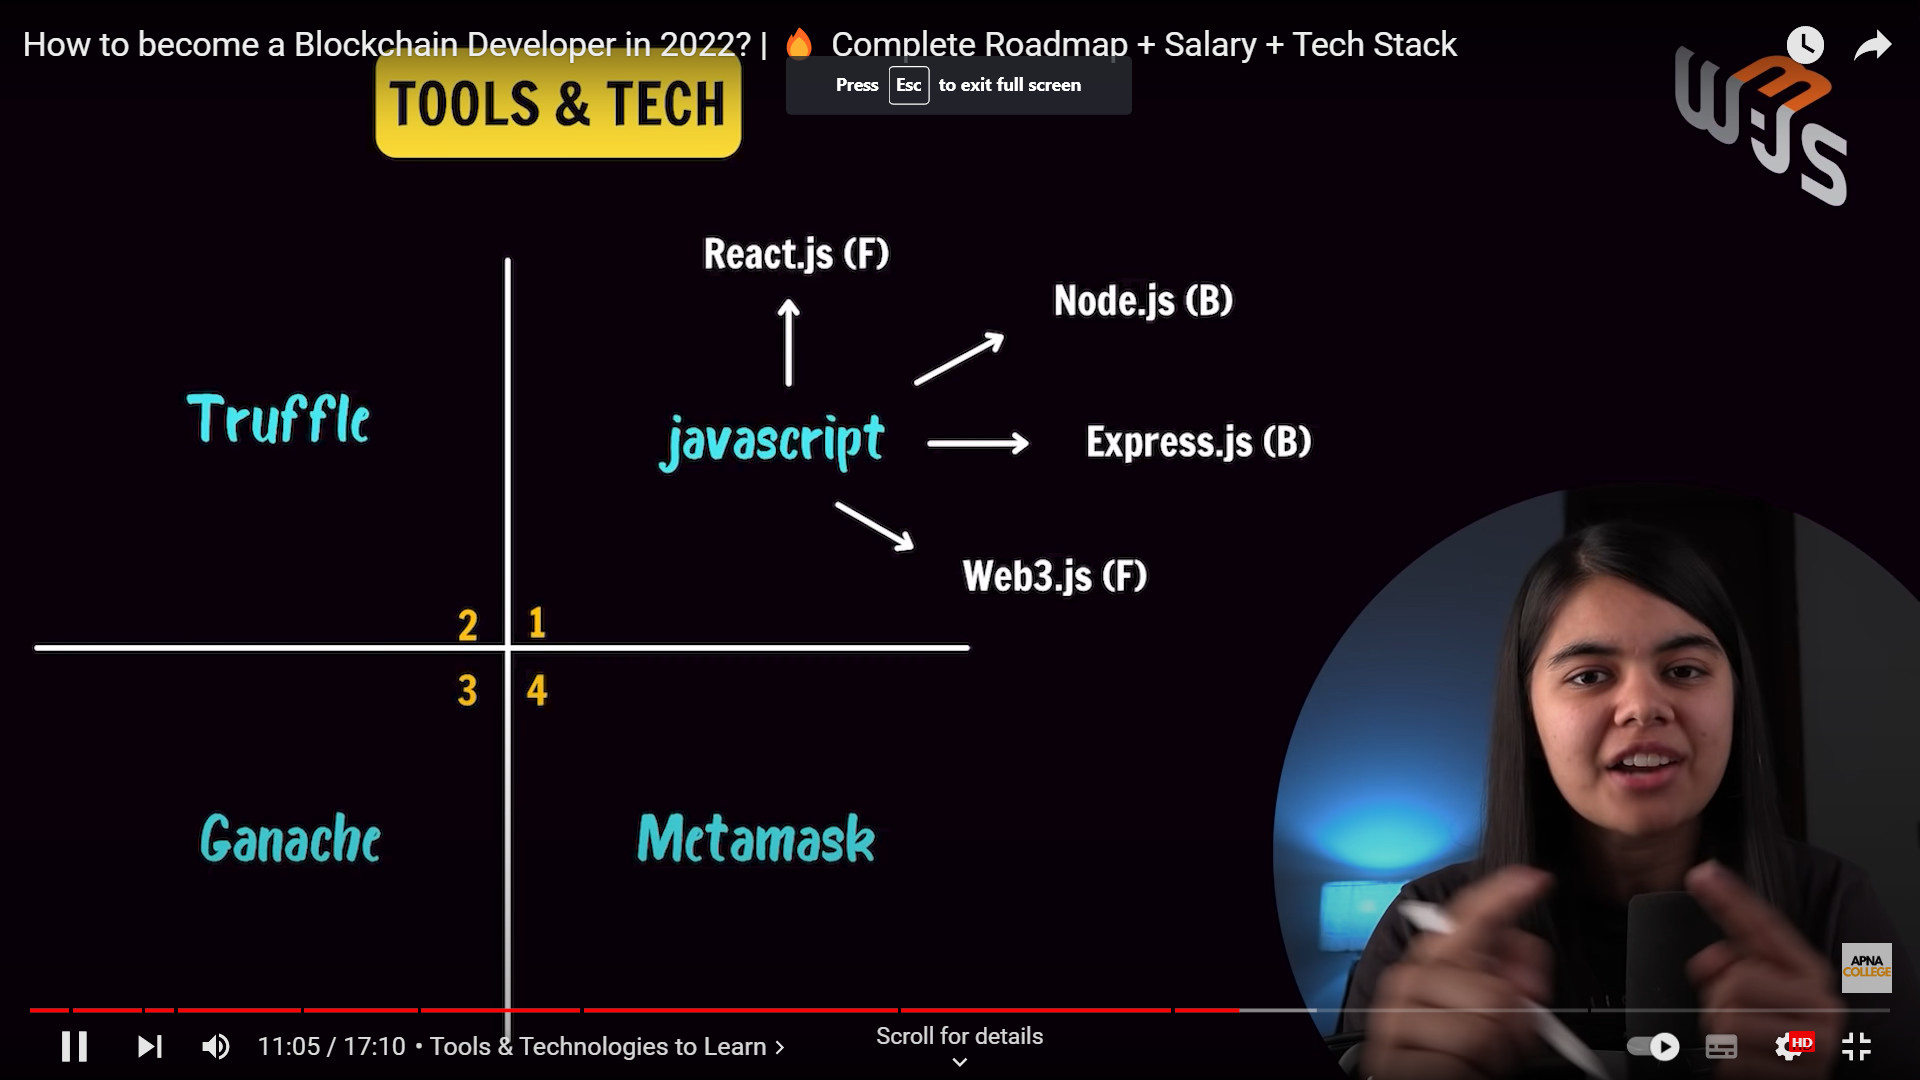 How to become a Blockchain Developer in 2022? | 🔥 Complete Roadmap + Salary + Tech Stack
Press Esc to exit full screen
TOOLS & TECH
W3JS
React.js (F)
Node.js (B)
Truffle
javascript
Express.js (B)
Web3.js (F)
2 1
3 4
Ganache
Metamask
APNA
COLLEGE
11:05 / 17:10 • Tools & Technologies to Learn
Scroll for details
HD